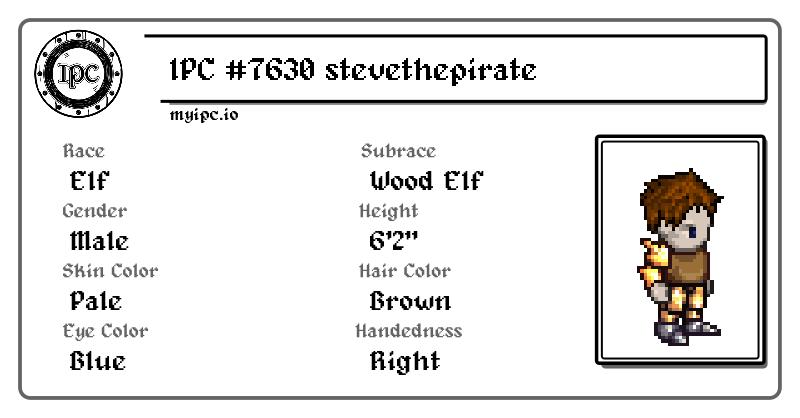 IPC
IPC #7630 stevethepirate
myipc.io
Race
Elf
Subrace
Wood Elf
Gender
Male
Height
6'2"
Skin Color
Pale
Hair Color
Brown
Eye Color
Blue
Handedness
Right